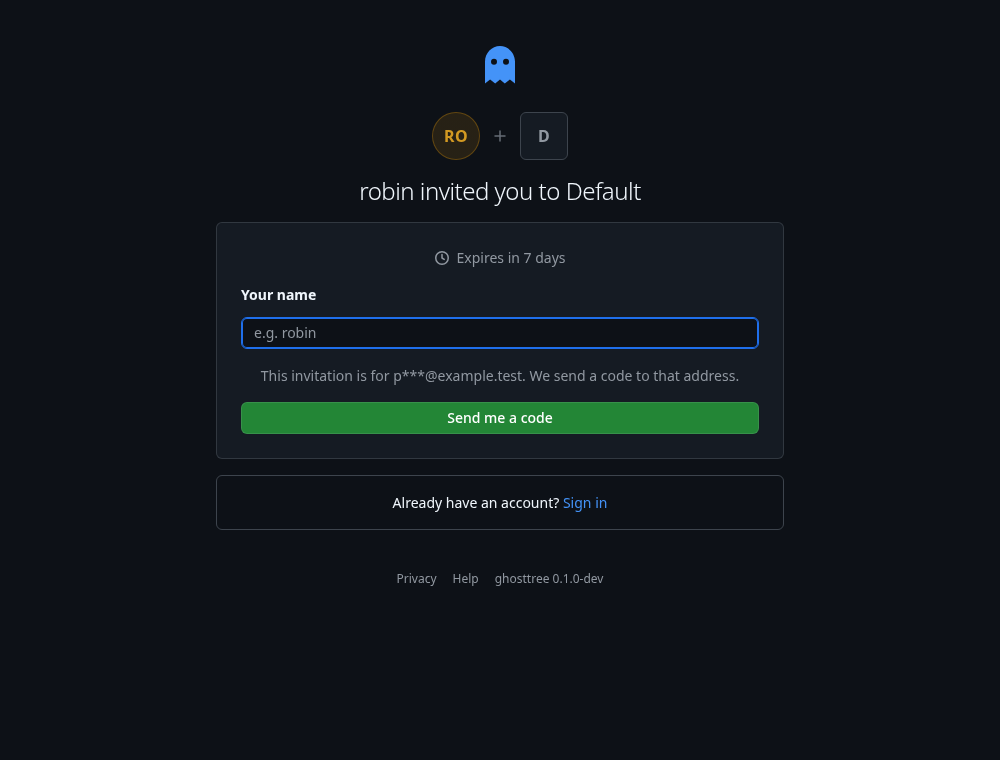 RO + D
robin invited you to Default
Expires in 7 days
Your name
e.g. robin
This invitation is for p***@example.test. We send a code to that address.
Send me a code
Already have an account? Sign in
Privacy Help ghosttree 0.1.0-dev